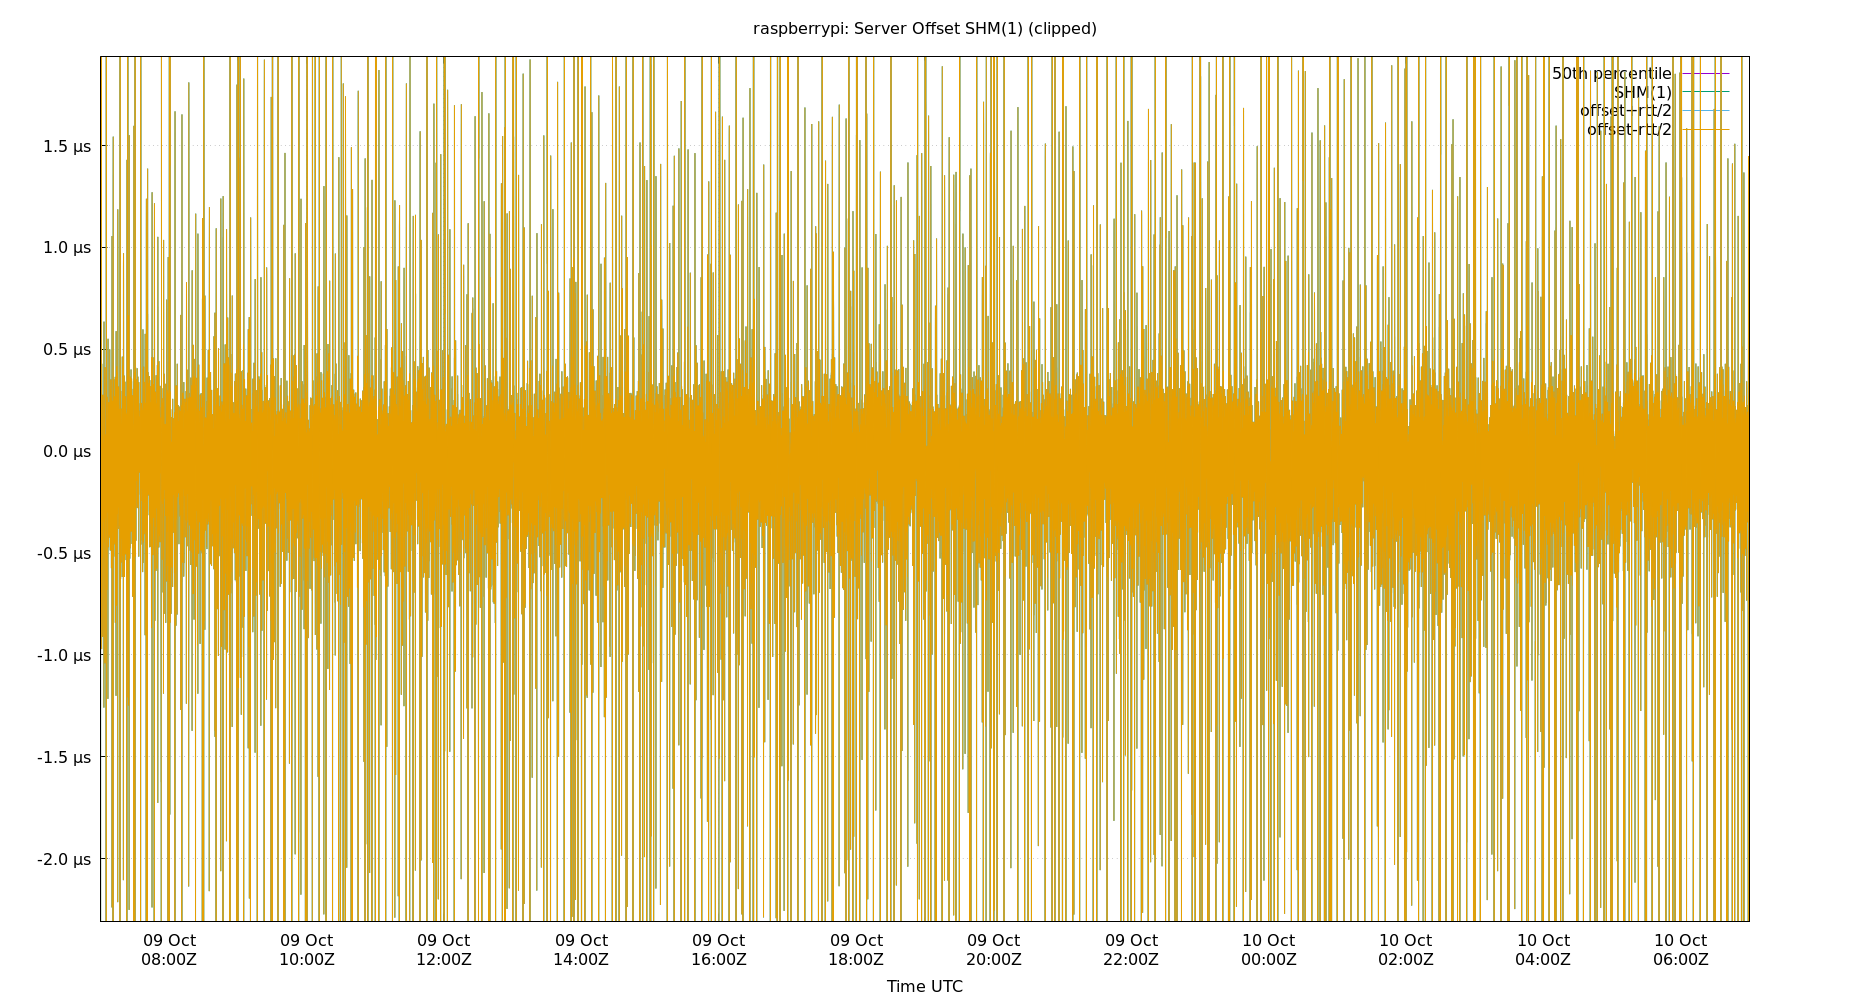 raspberrypi: Server Offset SHM(1) (clipped)
50th percentile
SHM(1)
offset+rtt/2
offset-rtt/2
1.5 µs
1.0 µs
0.5 µs
0.0 µs
-0.5 µs
-1.0 µs
-1.5 µs
-2.0 µs
09 Oct 09 Oct 09 Oct 09 Oct 09 Oct 09 Oct 09 Oct 09 Oct 10 Oct 10 Oct 10 Oct 10 Oct
08:00Z 10:00Z 12:00Z 14:00Z 16:00Z 18:00Z 20:00Z 22:00Z 00:00Z 02:00Z 04:00Z 06:00Z
Time UTC